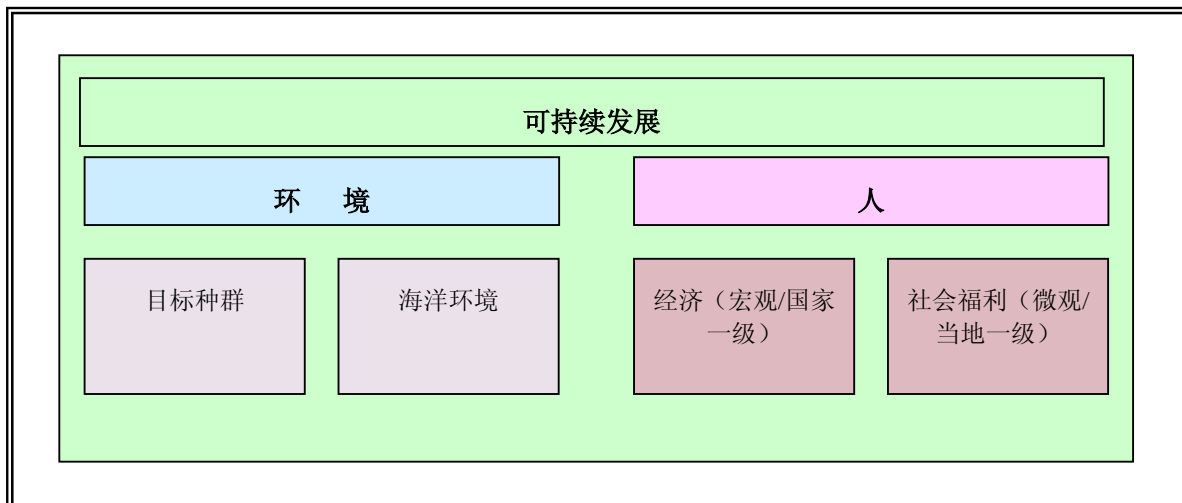 可持续发展
环 境
人
目标种群
海洋环境
经济（宏观/国家
一级）
社会福利（微观/
当地一级）